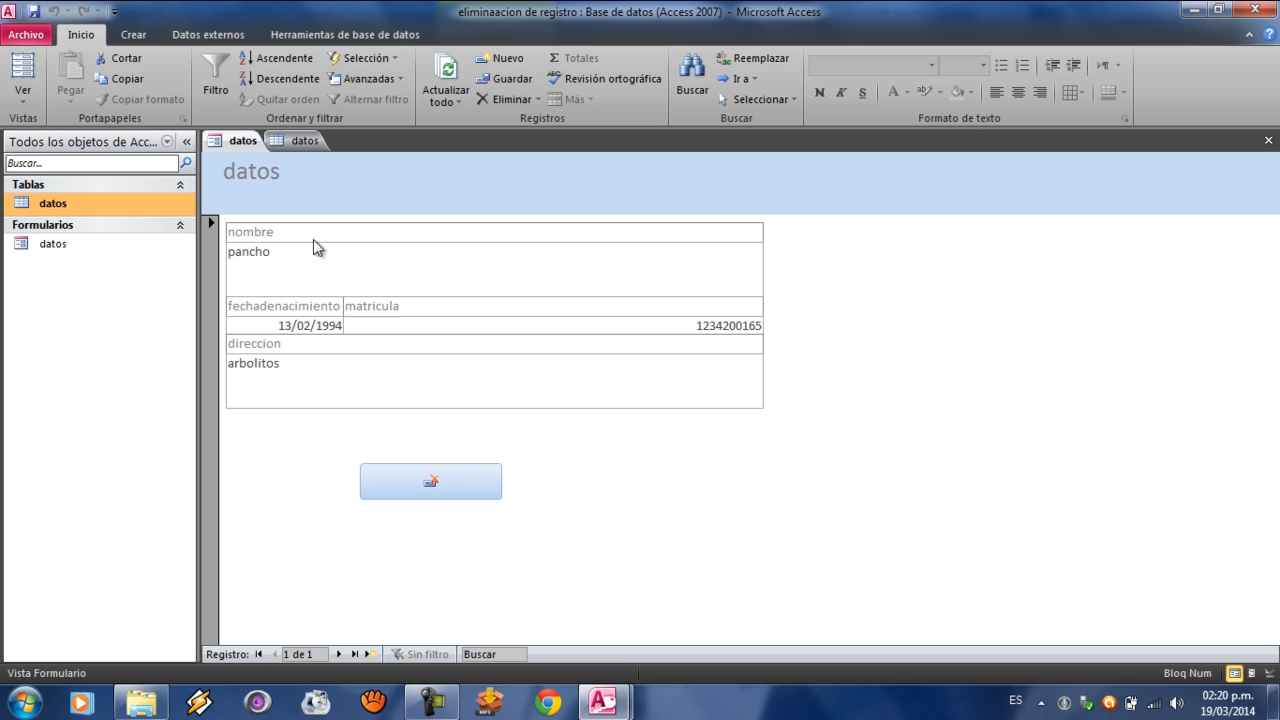 eliminaacion de registro : Base de datos (Access 2007) - Microsoft Access
Archivo Inicio Crear Datos externos Herramientas de base de datos
Ver
Vistas
Pegar
Cortar
Copiar
Copiar formato
Portapapeles
Filtro
Ascendente
Descendente
Quitar orden
Selección
Avanzadas
Alternar filtro
Ordenar y filtrar
Actualizar
todo
Nuevo
Guardar
Eliminar
Totales
Revisión ortográfica
Más
Registros
Buscar
Reemplazar
Ir a
Seleccionar
Buscar
N K S
A
ab
Formato de texto
Todos los objetos de Acc...
Buscar...
Tablas
datos
Formularios
datos
datos datos
datos
nombre
pancho
fechadenacimiento matricula
13/02/1994 1234200165
direccion
arbolitos
Registro: 1 de 1 Sin filtro Buscar
Vista Formulario Bloq Num
MP3
ES 02:20 p.m.
19/03/2014